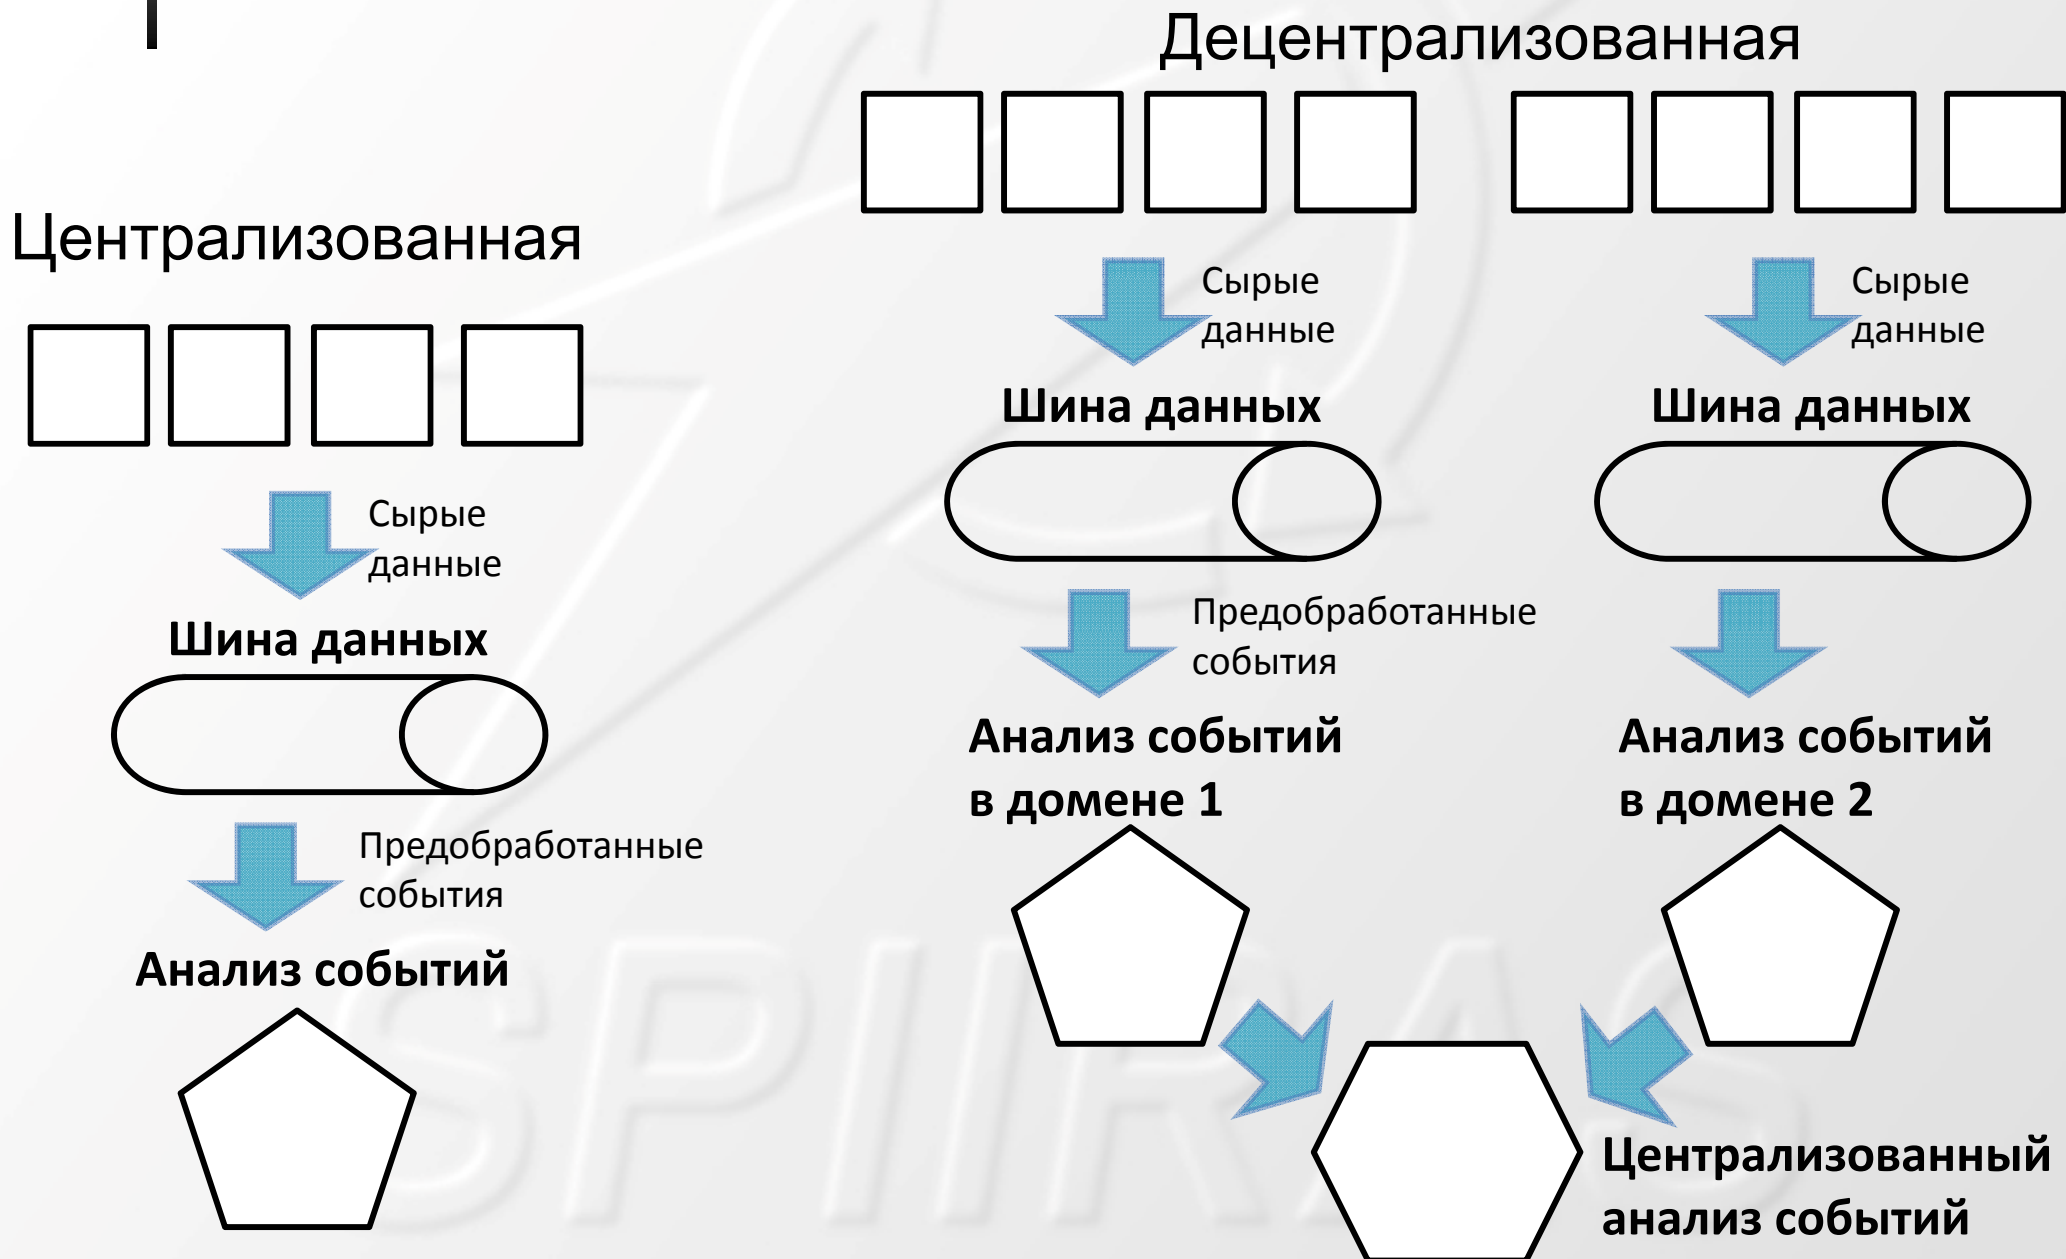 Децентрализованная
Централизованная
Сырые
данные
Шина данных
Предобработанные
события
Анализ событий
Сырые
данные
Шина данных
Предобработанные
события
Анализ событий
в домене 1
Сырые
данные
Шина данных
Анализ событий
в домене 2
Централизованный
анализ событий
SPIIRAS